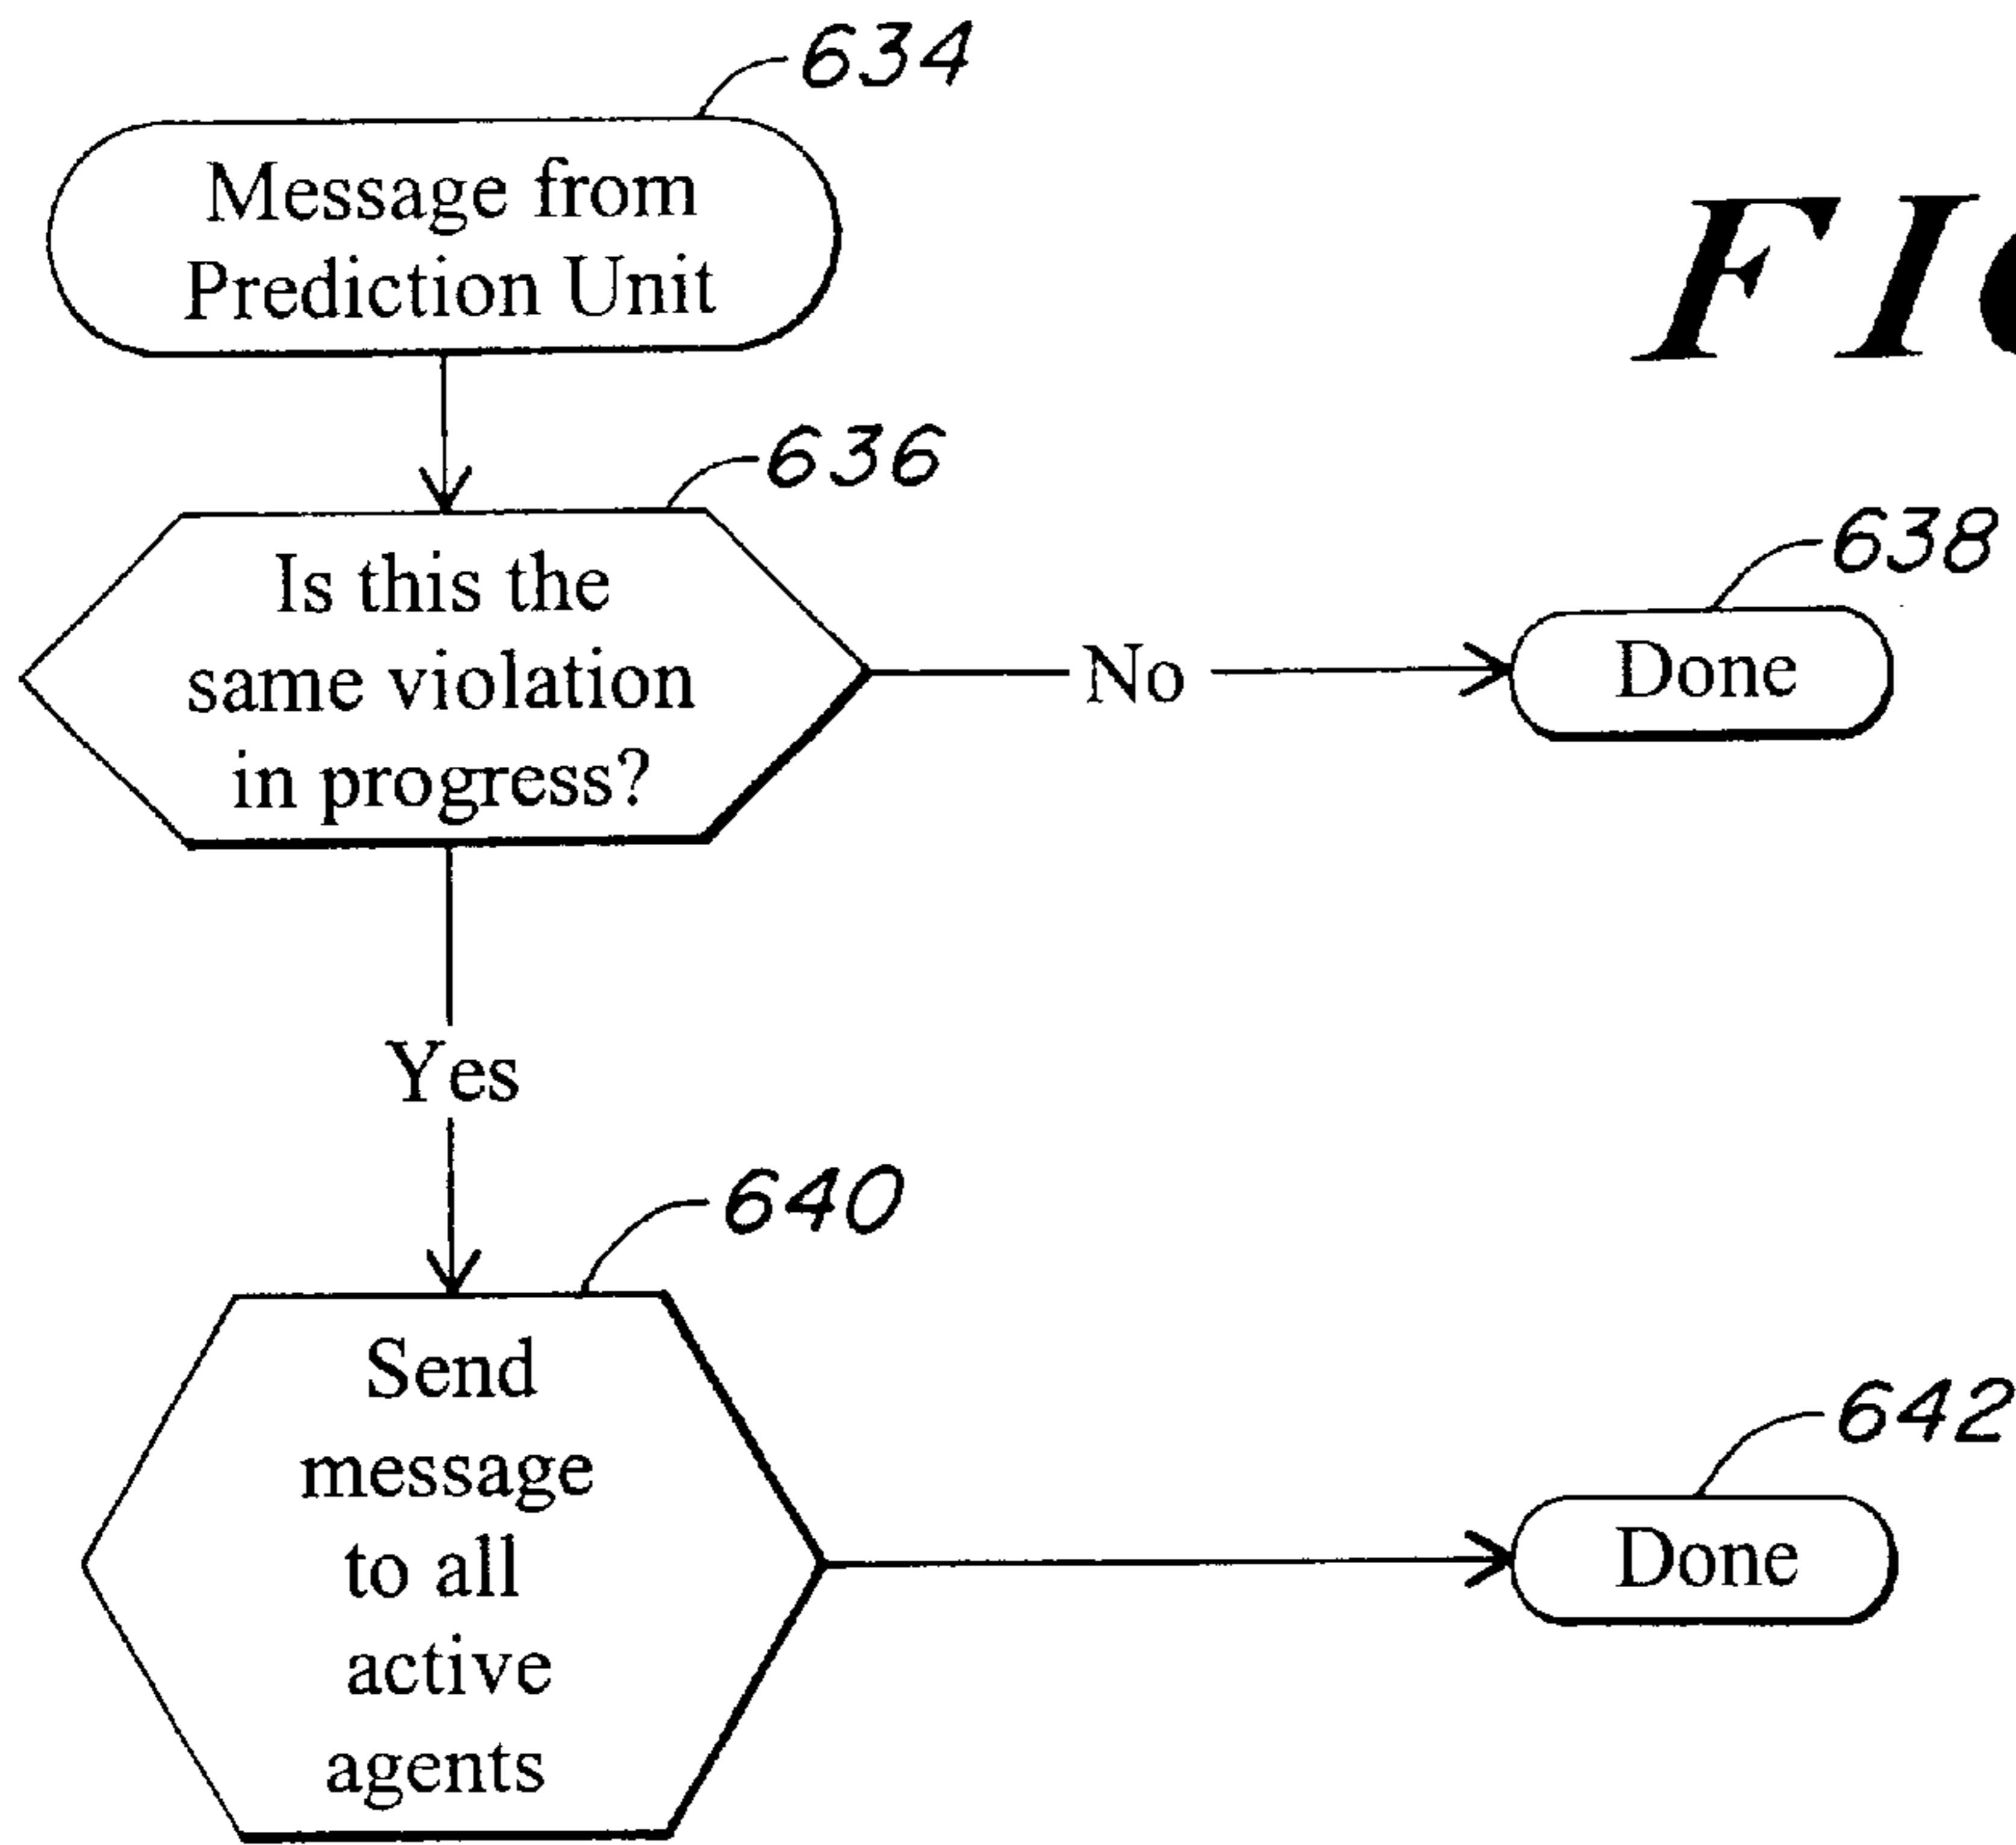 634
Message from
Prediction Unit
FIG
636
Is this the
same violation
in progress?
No
638
Done
Yes
640
Send
message
to all
active
agents
642
Done